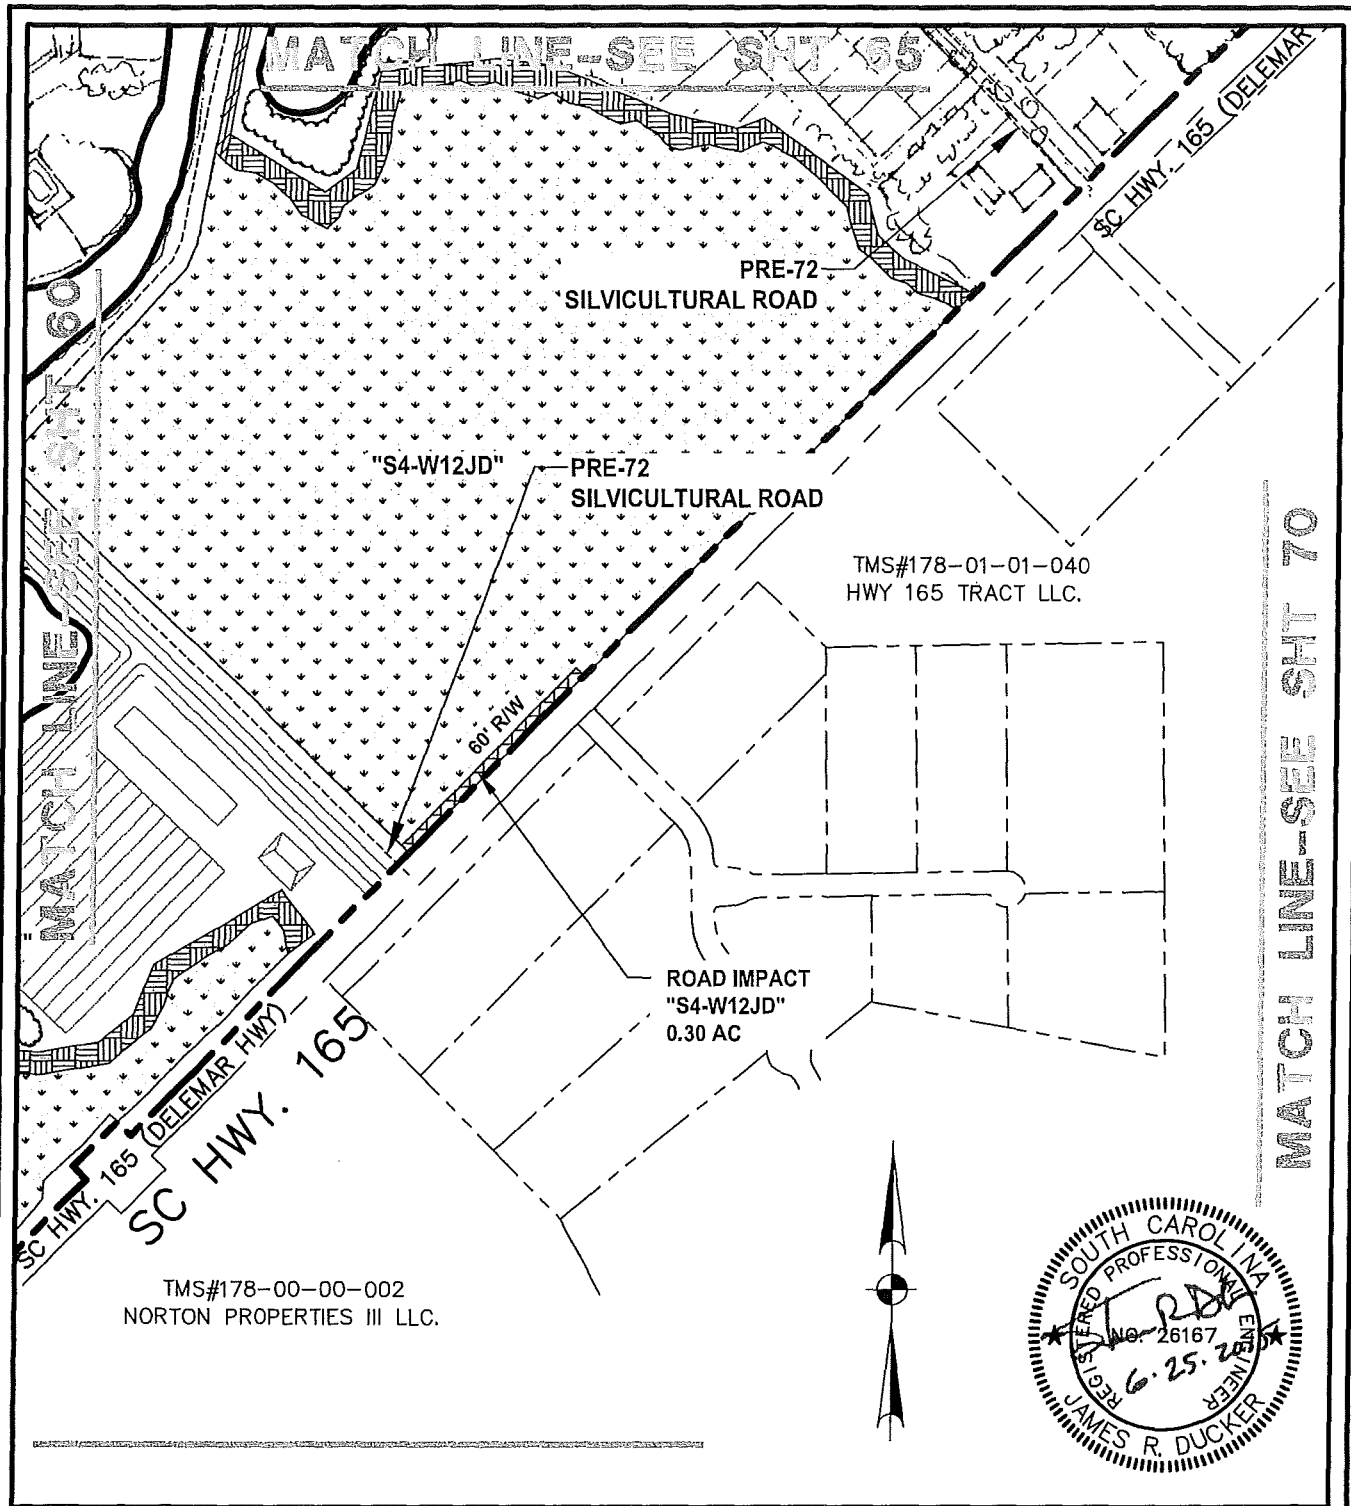 MATCH LINE-SEE SHT 65
SC HWY. 165 (DELEMAR
PRE-72
SILVICULTURAL ROAD
MATCH LINE-SEE SHT 60
"S4-W12JD"
PRE-72
SILVICULTURAL ROAD
TMS#178-01-01-040
HWY 165 TRACT LLC.
MATCH LINE-SEE SHT 70
60' R/W
ROAD IMPACT
"S4-W12JD"
0.30 AC
"
SC HWY. 165 (DELEMAR HWY)
SC HWY. 165
TMS#178-00-00-002
NORTON PROPERTIES III LLC.
SOUTH CAROLINA
REGISTERED PROFESSIONAL ENGINEER
NO. 26167
6.25.
JAMES R. DUCKER